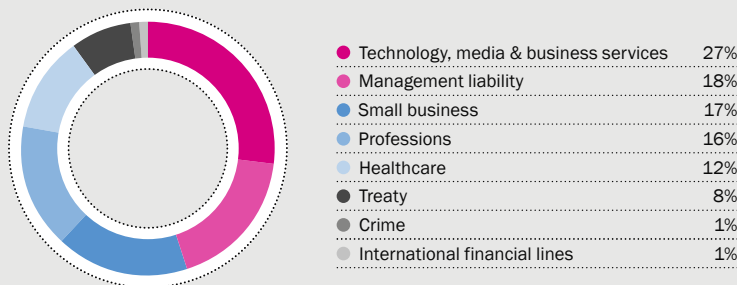 Technology, media & business services 27%
Management liability 18%
Small business 17%
Professions 16%
Healthcare 12%
Treaty 8%
Crime 1%
International financial lines 1%